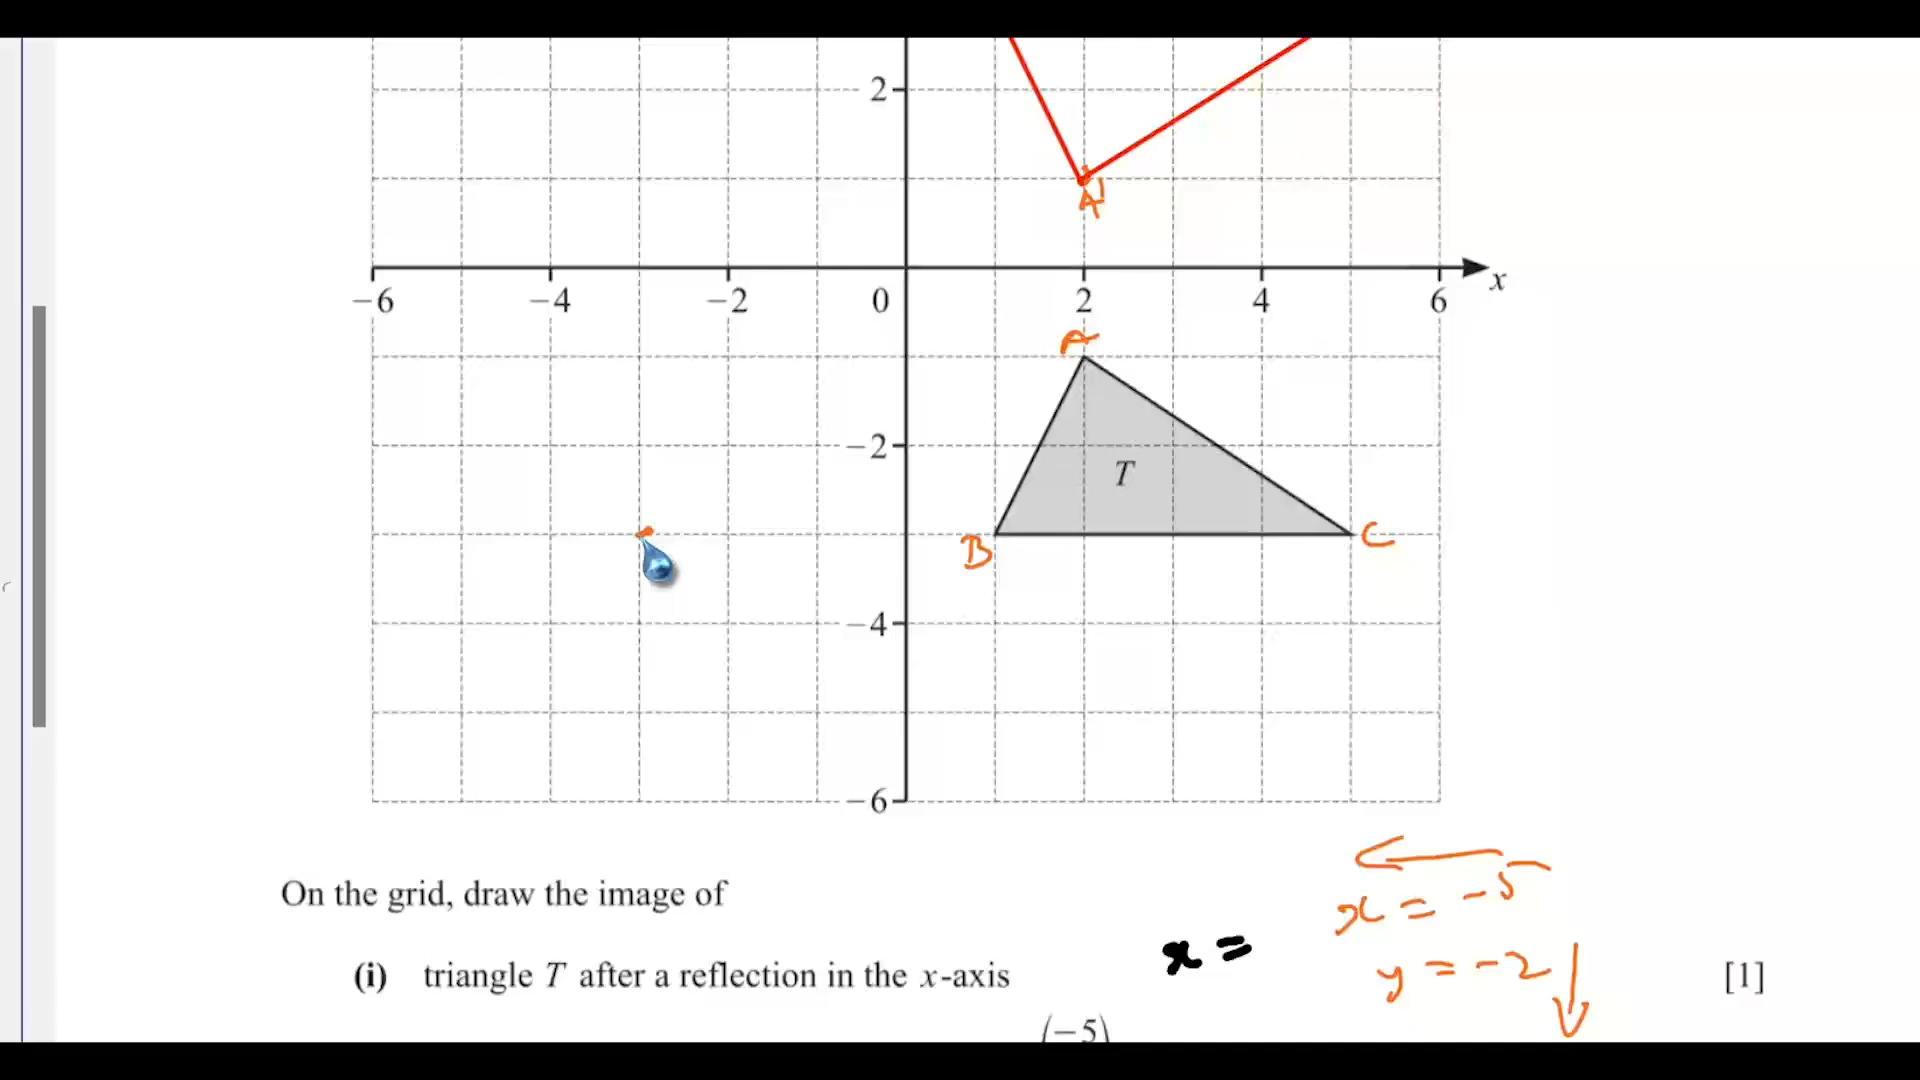 2
A'
−6 −4 −2 0 2 4 6 x
A
−2
T
B C
−4
−6
x = −5
On the grid, draw the image of
x =
y = −2
(i) triangle T after a reflection in the x-axis [1]
(−5)